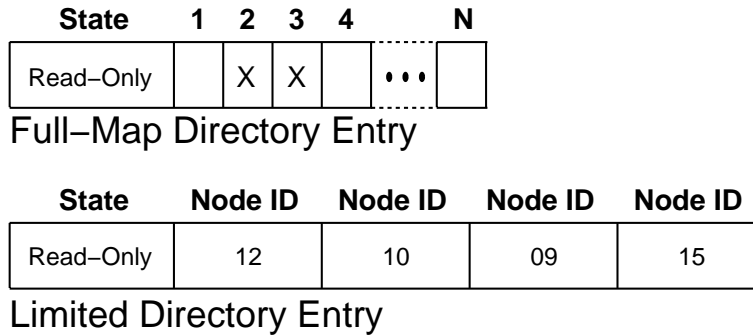 State 1 2 3 4 N
Read−Only X X •••
Full−Map Directory Entry
State Node ID Node ID Node ID Node ID
Read−Only 12 10 09 15
Limited Directory Entry